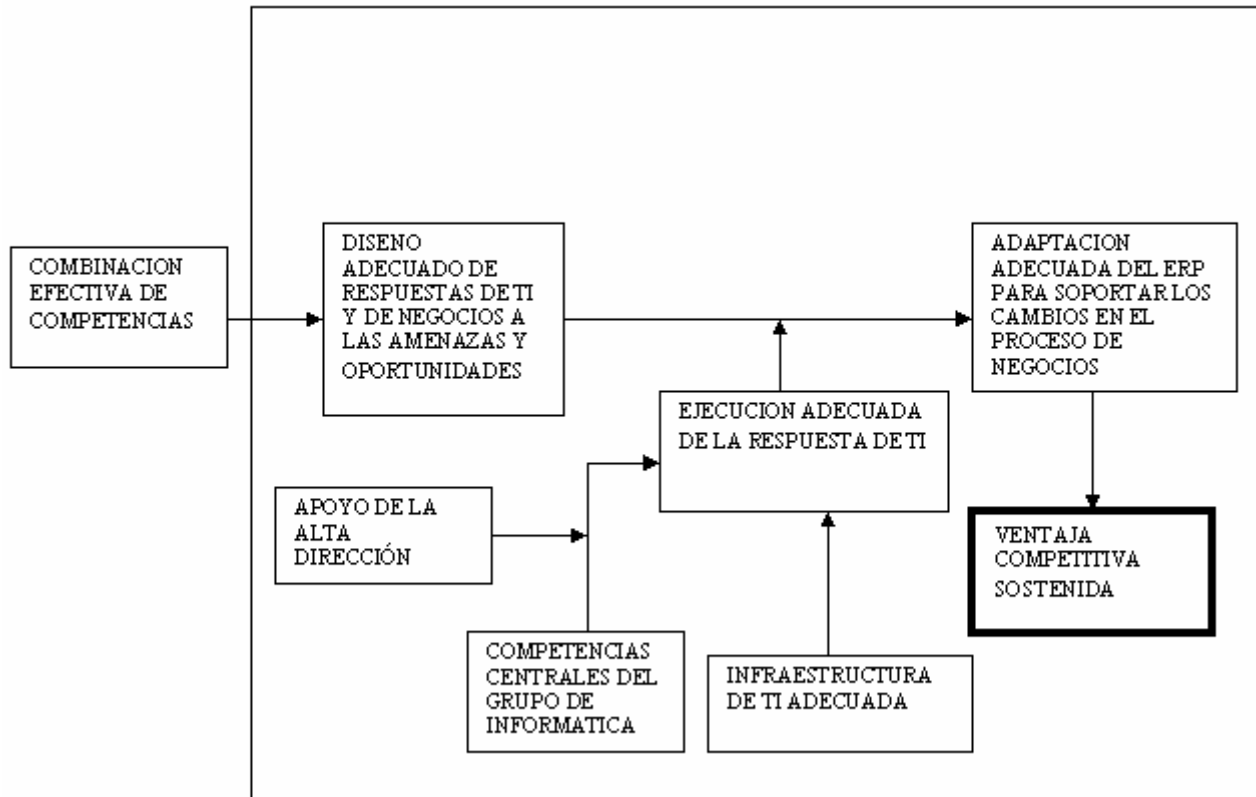 COMBINACION
EFECTIVA DE
COMPETENCIAS
DISENO
ADECUADO DE
RESPUESTAS DE TI
Y DE NEGOCIOS A
LAS AMENAZAS Y
OPORTUNIDADES
ADAPTACION
ADECUADA DEL ERP
PARA SOPORTAR LOS
CAMBIOS EN EL
PROCESO DE
NEGOCIOS
EJECUCION ADECUADA
DE LA RESPUESTA DE TI
APOYO DE LA
ALTA
DIRECCIÓN
VENTAJA
COMPETITIVA
SOSTENIDA
COMPETENCIAS
CENTRALES DEL
GRUPO DE
INFORMATICA
INFRAESTRUCTURA
DE TI ADECUADA